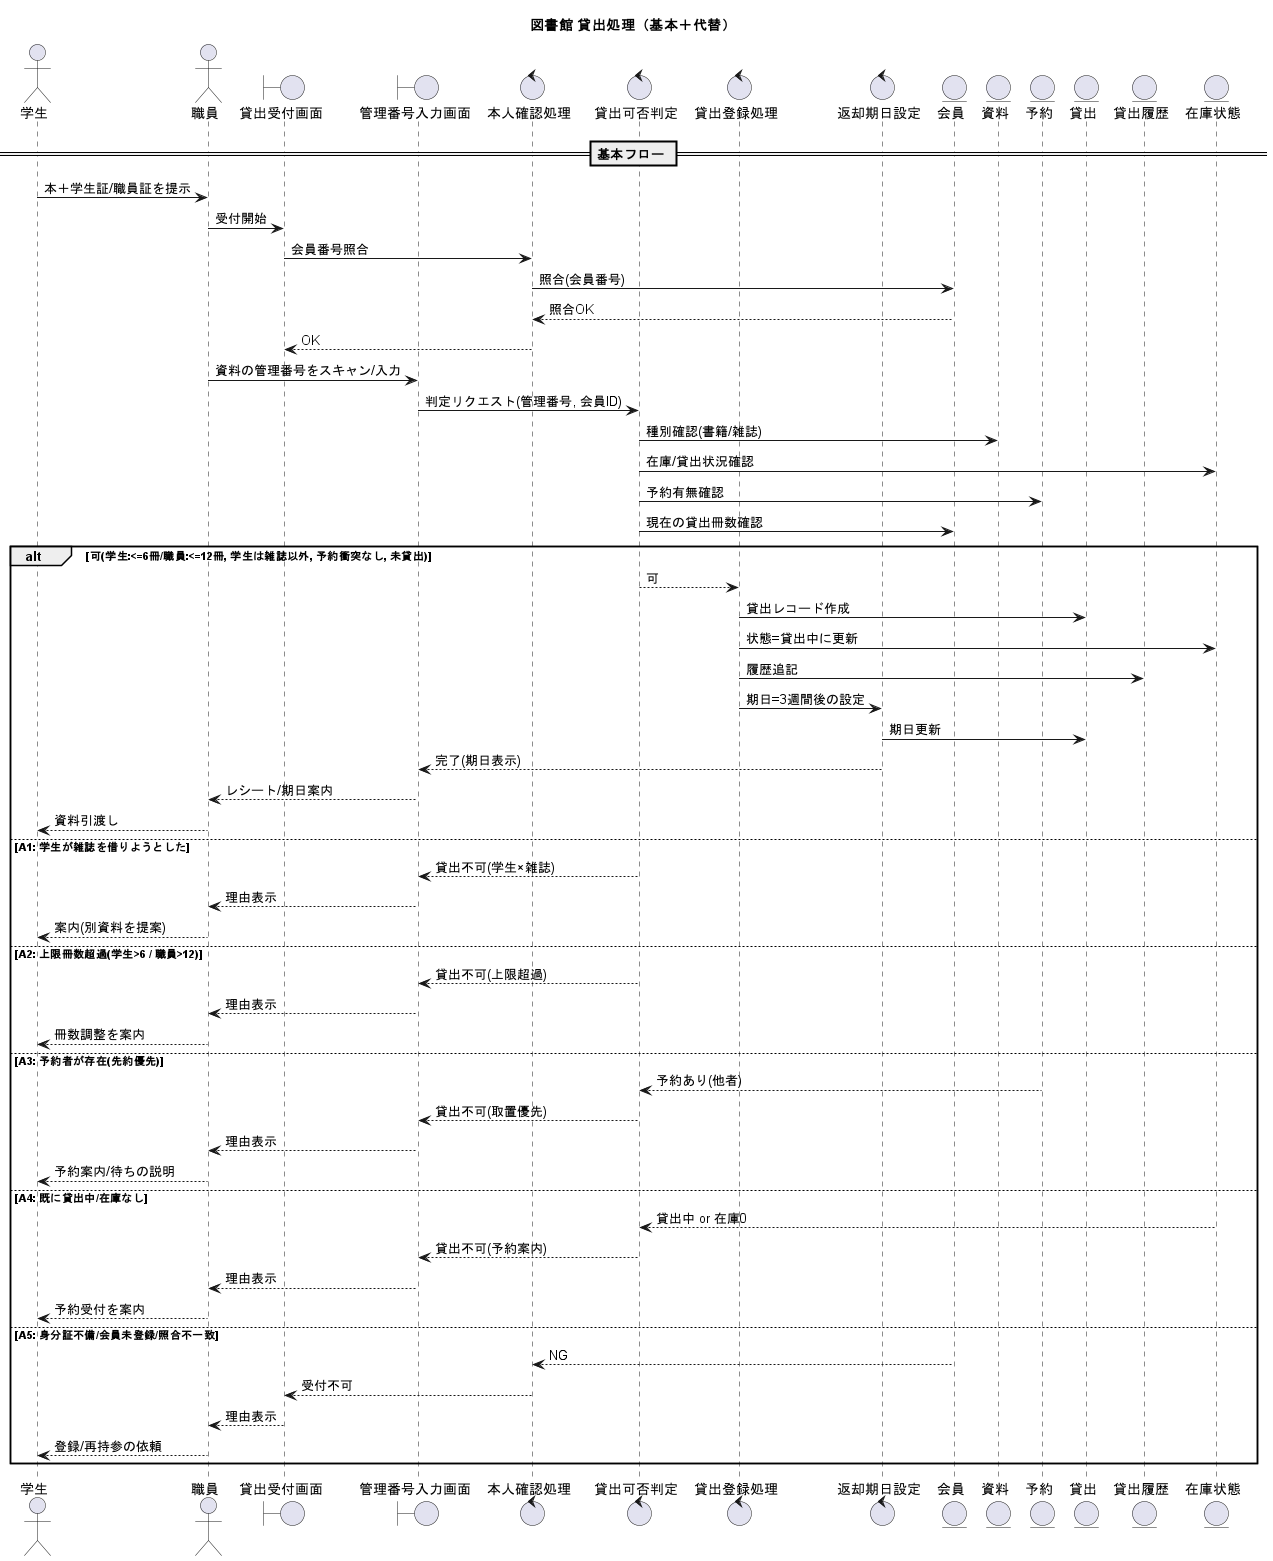 図書館 貸出処理（基本＋代替）
学生
職員
貸出受付画面
管理番号入力画面
本人確認処理
貸出可否判定
貸出登録処理
返却期日設定
会員
資料
予約
貸出
貸出履歴
在庫状態
基本フロー
本＋学生証/職員証を提示
受付開始
会員番号照合
照合(会員番号)
照合OK
OK
資料の管理番号をスキャン/入力
判定リクエスト(管理番号, 会員ID)
種別確認(書籍/雑誌)
在庫/貸出状況確認
予約有無確認
現在の貸出冊数確認
alt [可(学生:<=6冊/職員:<=12冊, 学生は雑誌以外, 予約衝突なし, 未貸出)]
可
貸出レコード作成
状態=貸出中に更新
履歴追記
期日=3週間後の設定
期日更新
完了(期日表示)
レシート/期日案内
資料引渡し
[A1: 学生が雑誌を借りようとした]
貸出不可(学生×雑誌)
理由表示
案内(別資料を提案)
[A2: 上限冊数超過(学生>6 / 職員>12)]
貸出不可(上限超過)
理由表示
冊数調整を案内
[A3: 予約者が存在(先約優先)]
予約あり(他者)
貸出不可(取置優先)
理由表示
予約案内/待ちの説明
[A4: 既に貸出中/在庫なし]
貸出中 or 在庫0
貸出不可(予約案内)
理由表示
予約受付を案内
[A5: 身分証不備/会員未登録/照合不一致]
NG
受付不可
理由表示
登録/再持参の依頼
学生
職員
貸出受付画面
管理番号入力画面
本人確認処理
貸出可否判定
貸出登録処理
返却期日設定
会員
資料
予約
貸出
貸出履歴
在庫状態